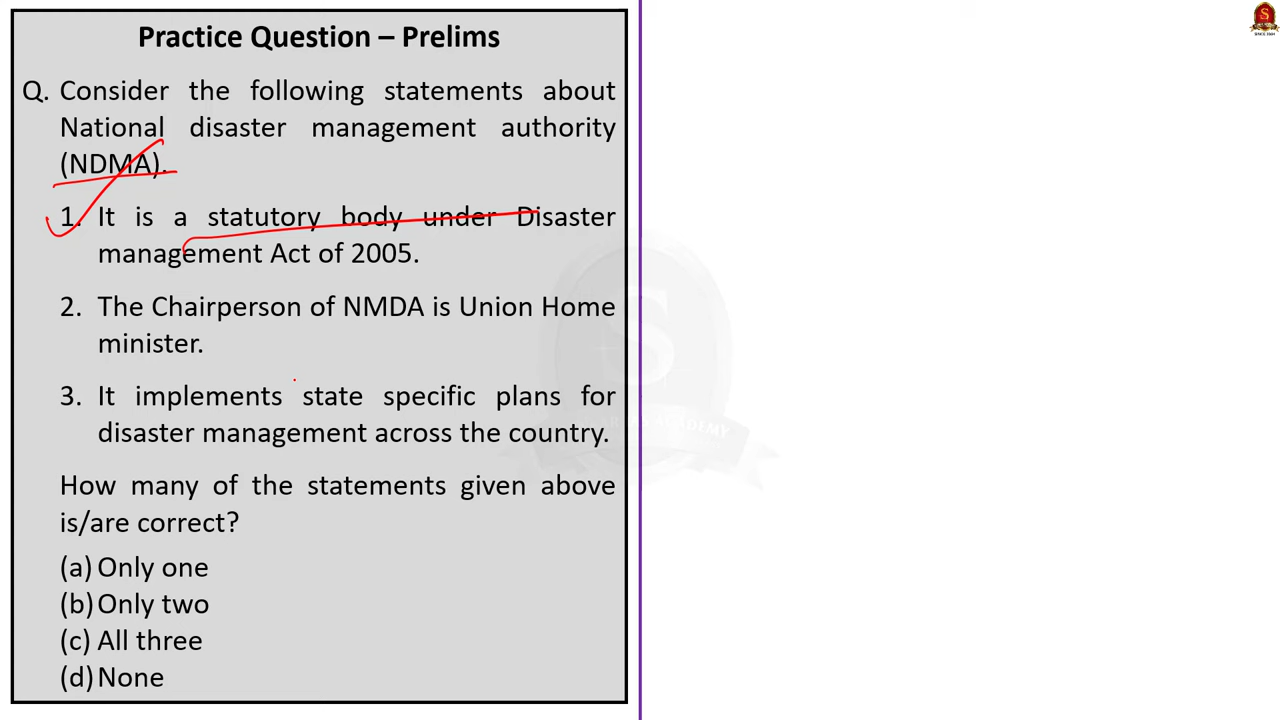 Practice Question – Prelims
Q. Consider the following statements about
National disaster management authority
(NDMA).
1. It is a statutory body under Disaster
management Act of 2005.
2. The Chairperson of NMDA is Union Home
minister.
3. It implements state specific plans for
disaster management across the country.
How many of the statements given above
is/are correct?
(a) Only one
(b) Only two
(c) All three
(d) None